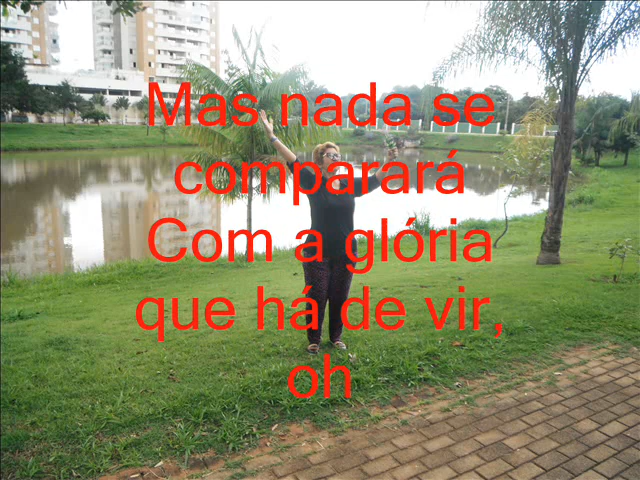 Mas nada se
comparará
Com a glória
que há de vir,
oh